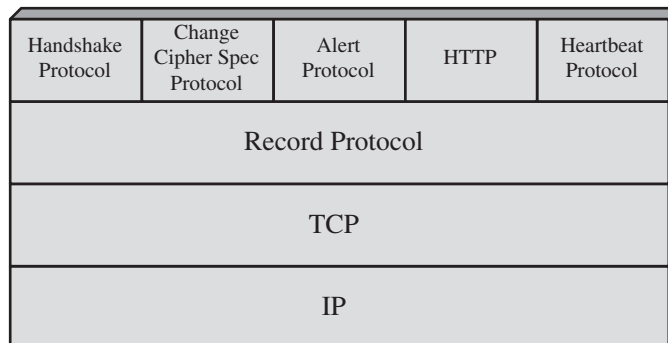 Handshake
Protocol
Change
Cipher Spec
Protocol
Alert
Protocol
HTTP
Heartbeat
Protocol
Record Protocol
TCP
IP